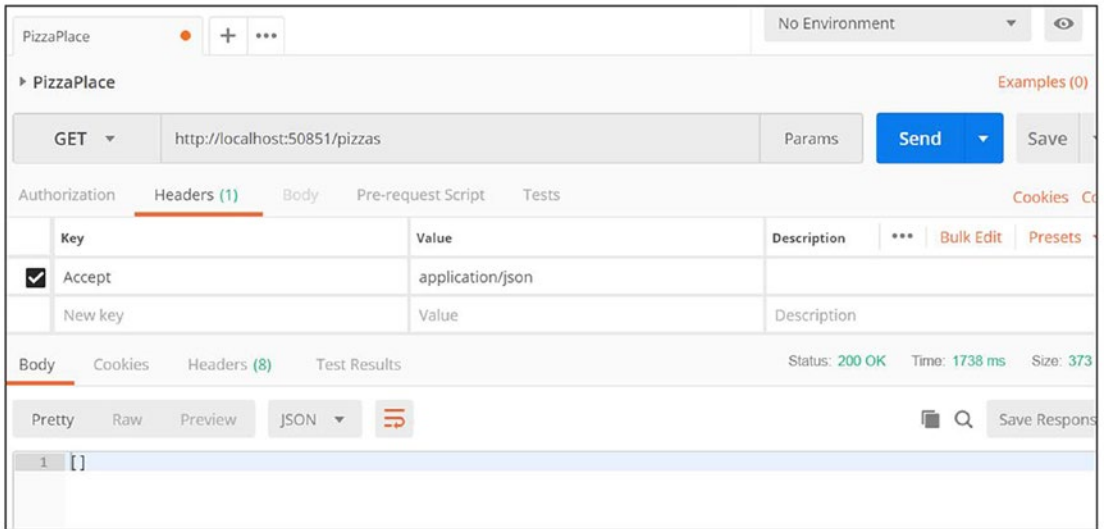 PizzaPlace + ••• No Environment
PizzaPlace Examples (0)
GET http://localhost:50851/pizzas Params Send Save
Authorization Headers (1) Body Pre-request Script Tests Cookies
Key Value Description ••• Bulk Edit Presets
Accept application/json
New key Value Description
Body Cookies Headers (8) Test Results Status: 200 OK Time: 1738 ms Size: 373
Pretty Raw Preview JSON Save Respons
1 []